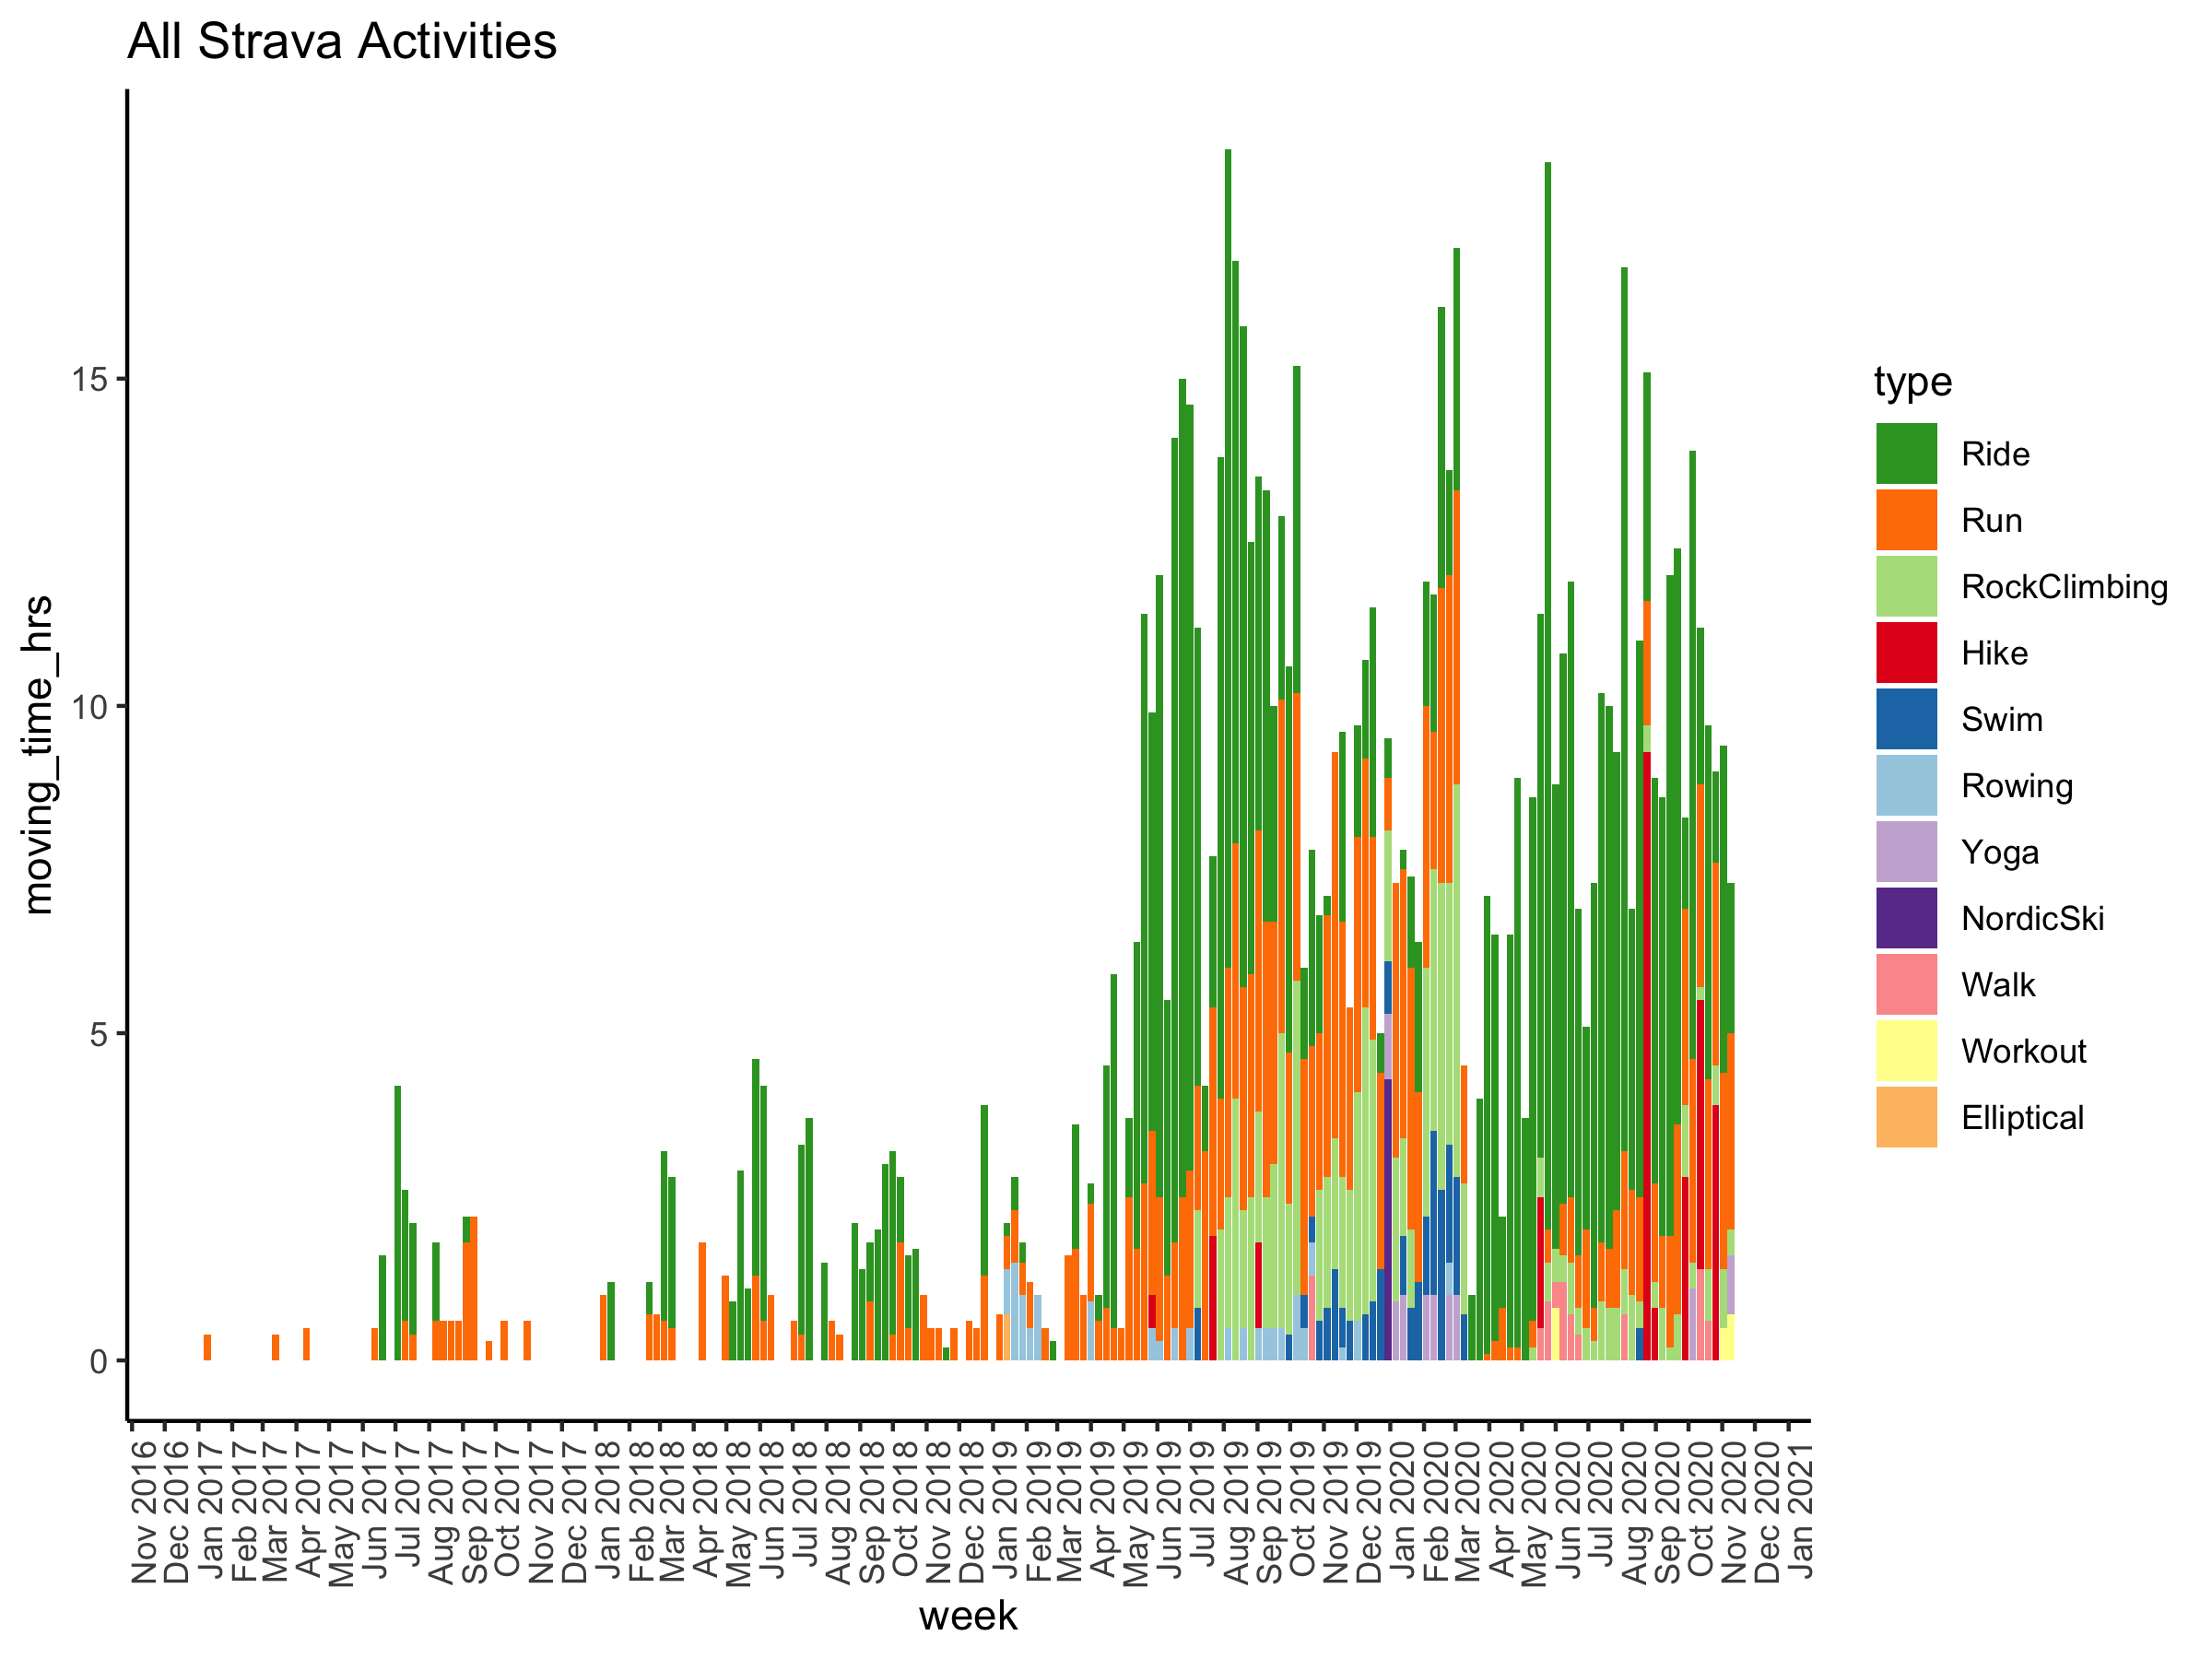 All Strava Activities
moving_time_hrs
15
10
5
0
Nov 2016
Dec 2016
Jan 2017
Feb 2017
Mar 2017
Apr 2017
May 2017
Jun 2017
Jul 2017
Aug 2017
Sep 2017
Oct 2017
Nov 2017
Dec 2017
Jan 2018
Feb 2018
Mar 2018
Apr 2018
May 2018
Jun 2018
Jul 2018
Aug 2018
Sep 2018
Oct 2018
Nov 2018
Dec 2018
Jan 2019
Feb 2019
Mar 2019
Apr 2019
May 2019
Jun 2019
Jul 2019
Aug 2019
Sep 2019
Oct 2019
Nov 2019
Dec 2019
Jan 2020
Feb 2020
Mar 2020
Apr 2020
May 2020
Jun 2020
Jul 2020
Aug 2020
Sep 2020
Oct 2020
Nov 2020
Dec 2020
Jan 2021
week
type
Ride
Run
RockClimbing
Hike
Swim
Rowing
Yoga
NordicSki
Walk
Workout
Elliptical